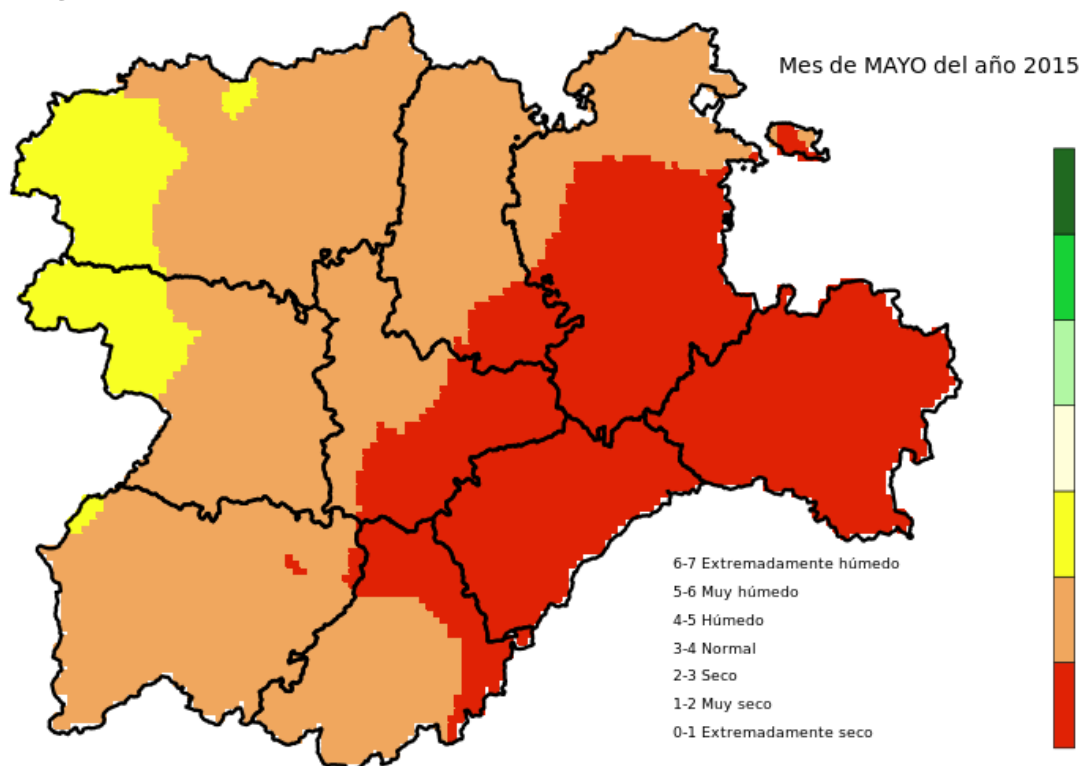 Mes de MAYO del año 2015
6-7 Extremadamente húmedo
5-6 Muy húmedo
4-5 Húmedo
3-4 Normal
2-3 Seco
1-2 Muy seco
0-1 Extremadamente seco